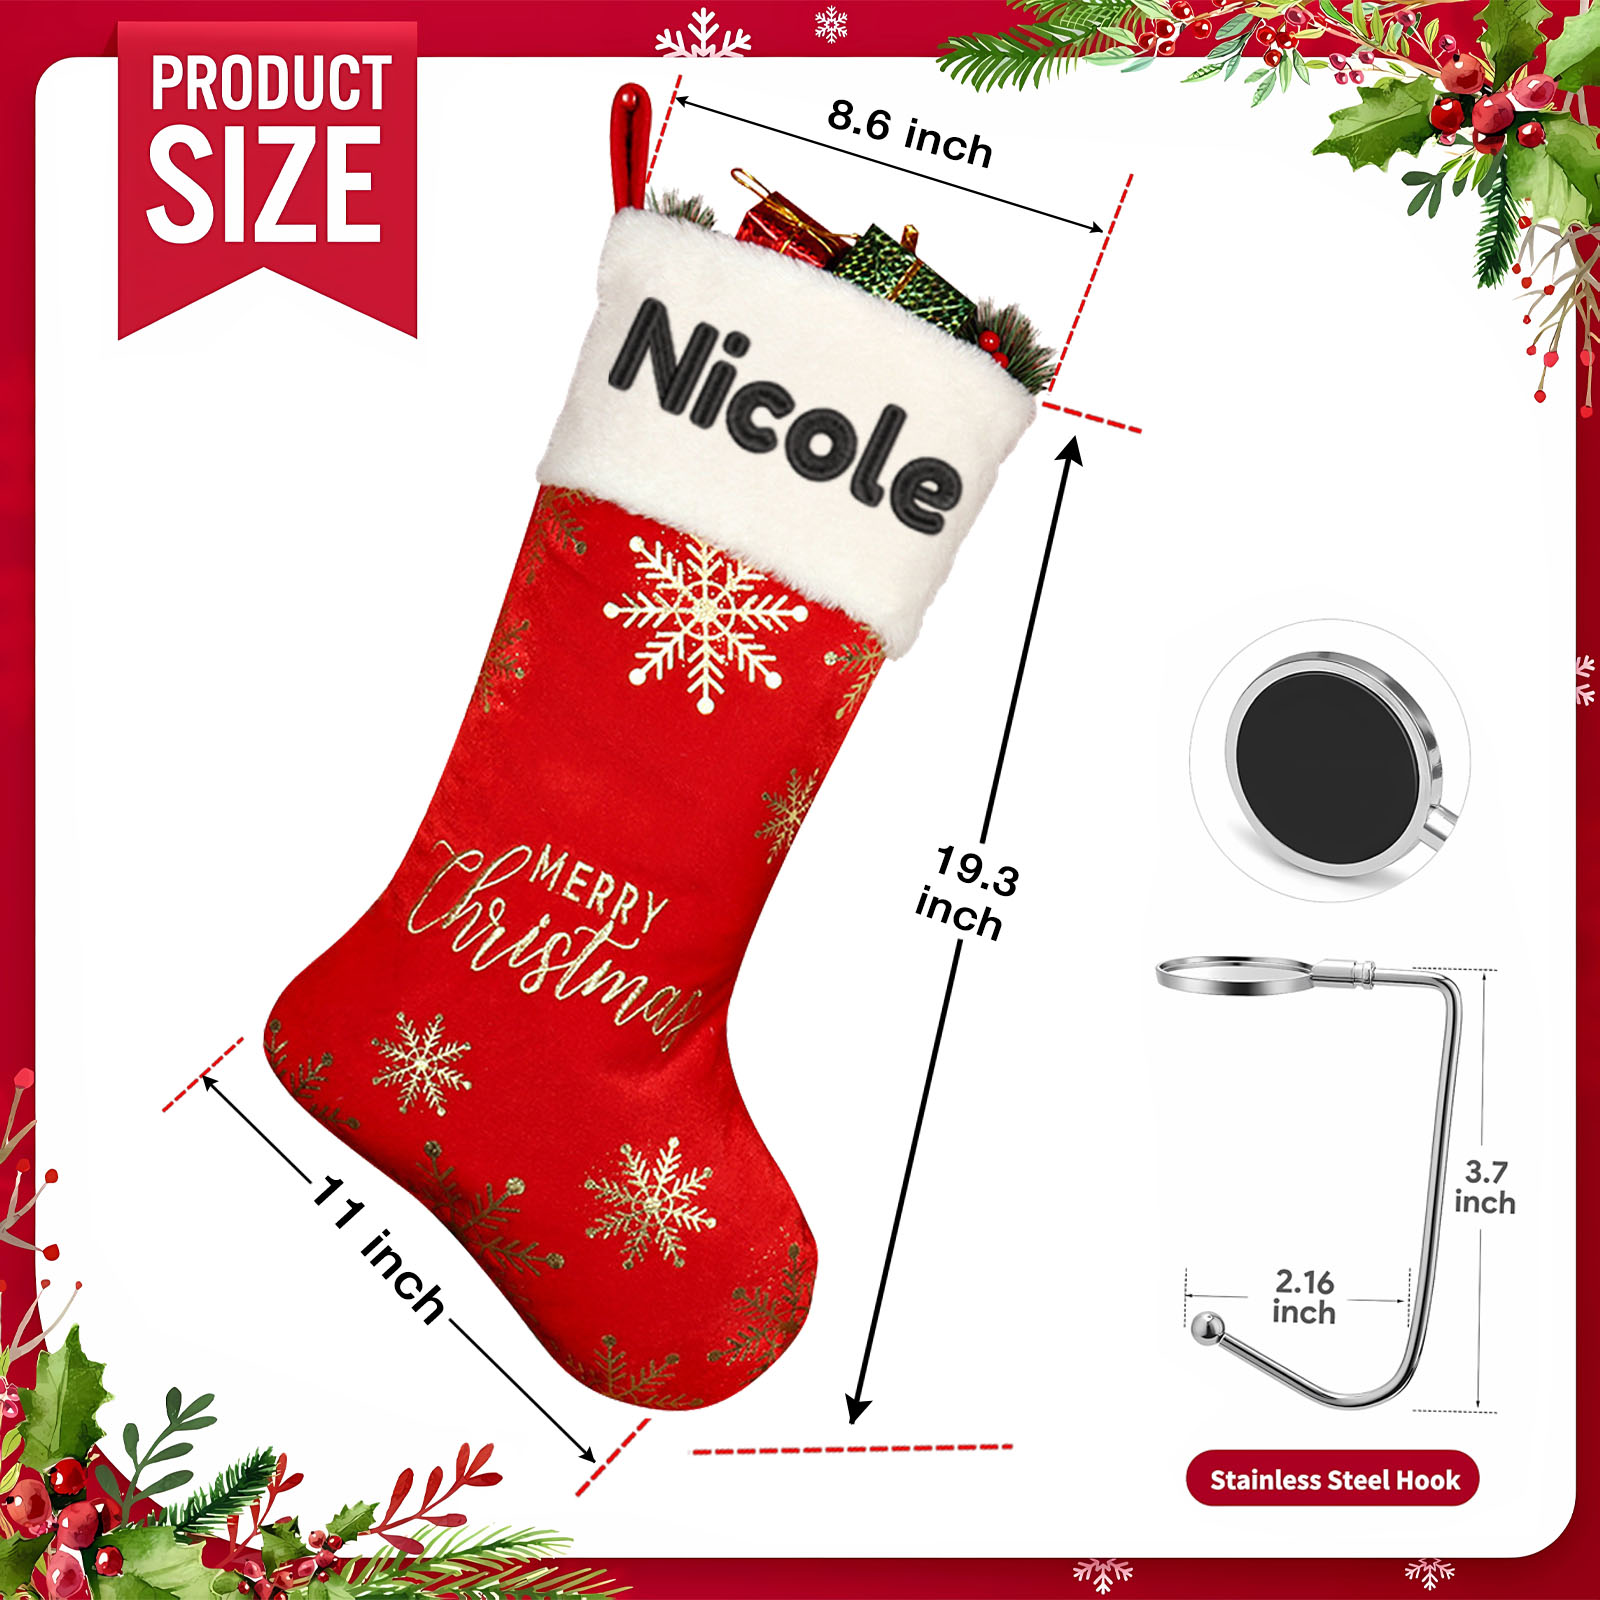 PRODUCT
SIZE
8.6 inch
Nicole
19.3
inch
MERRY
Christmas
11 inch
3.7
inch
2.16
inch
Stainless Steel Hook